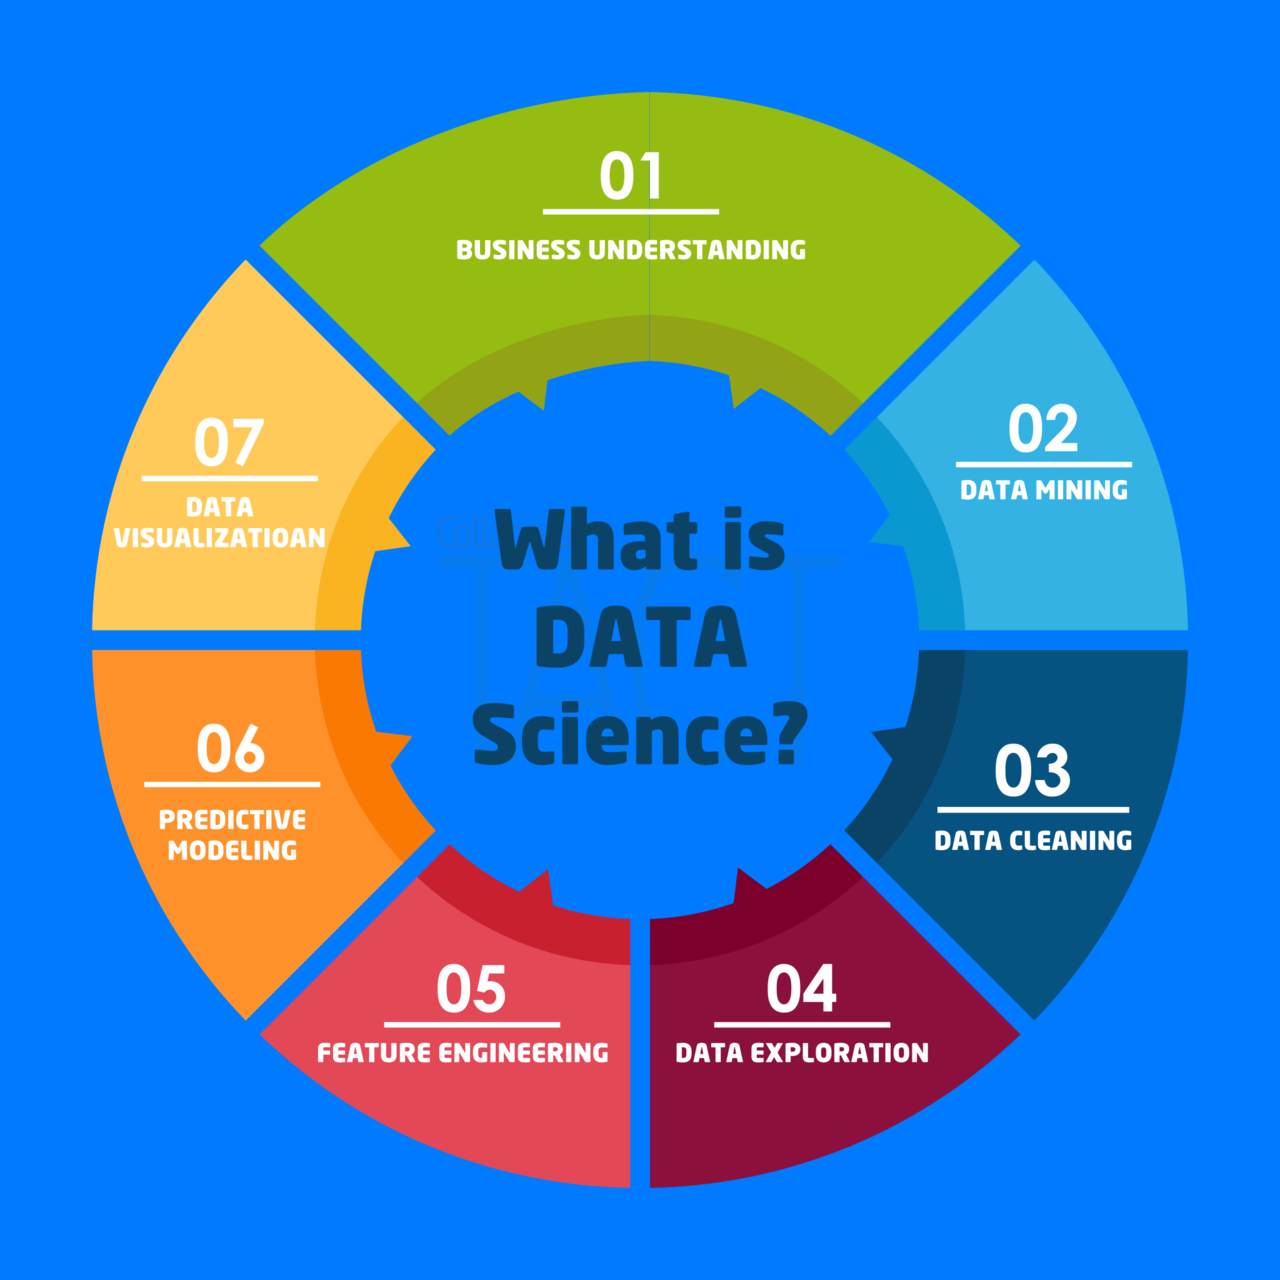 01
BUSINESS UNDERSTANDING
02
DATA MINING
03
DATA CLEANING
04
DATA EXPLORATION
05
FEATURE ENGINEERING
06
PREDICTIVE
MODELING
07
DATA
VISUALIZATIOAN
What is
DATA
Science?